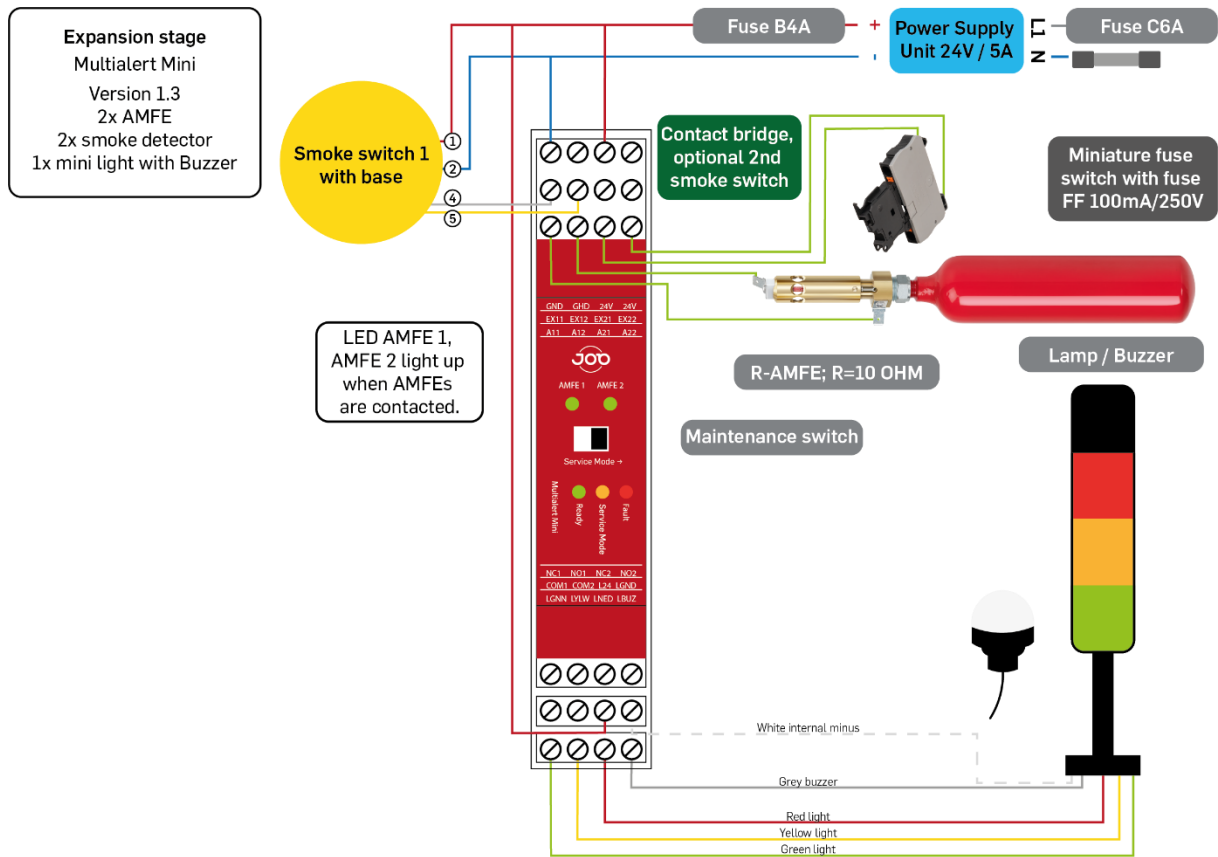 Expansion stage
Multialert Mini
Version 1.3
2x AMFE
2x smoke detector
1x mini light with Buzzer
Fuse B4A
+
-
Power Supply
Unit 24V / 5A
L1
N
Fuse C6A
Smoke switch 1
with base
1
2
4
5
Contact bridge,
optional 2nd
smoke switch
Miniature fuse
switch with fuse
FF 100mA/250V
GND GHD 24V 24V
EX11 EX12 EX21 EX22
A11 A12 A21 A22
JOB
AMFE 1 AMFE 2
Service Mode →
Multialert Mini
Ready
Service Mode
Fault
NC1 NO1 NC2 NO2
COM1 COM2 L24 LGND
LGNN LYLW LNED LBUZ
LED AMFE 1,
AMFE 2 light up
when AMFEs
are contacted.
R-AMFE; R=10 OHM
Maintenance switch
Lamp / Buzzer
White internal minus
Grey buzzer
Red light
Yellow light
Green light